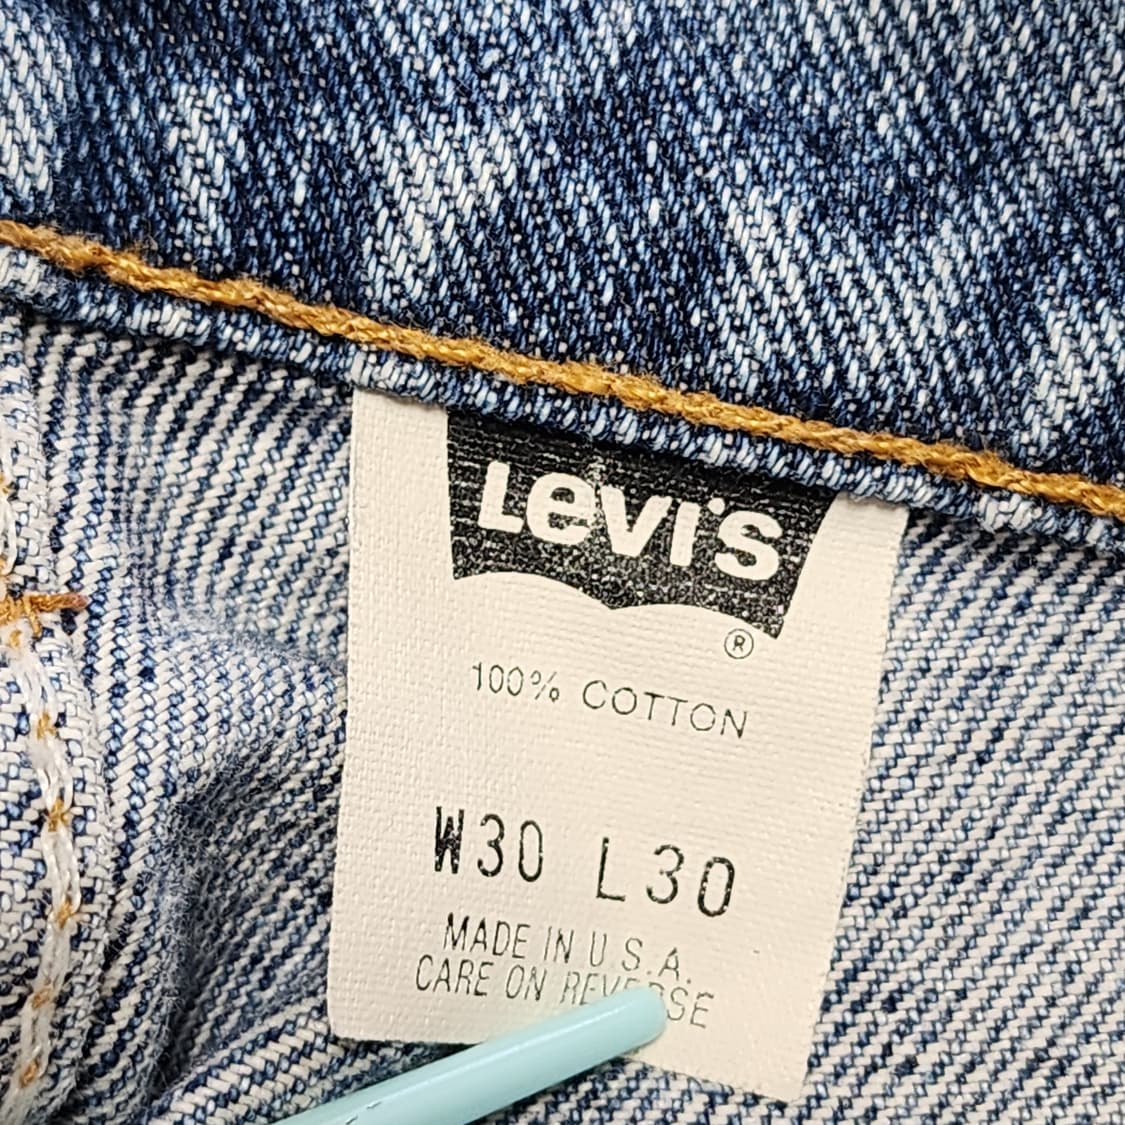 Levi's
®
100% COTTON
W30 L30
MADE IN U.S.A.
CARE ON REVERSE